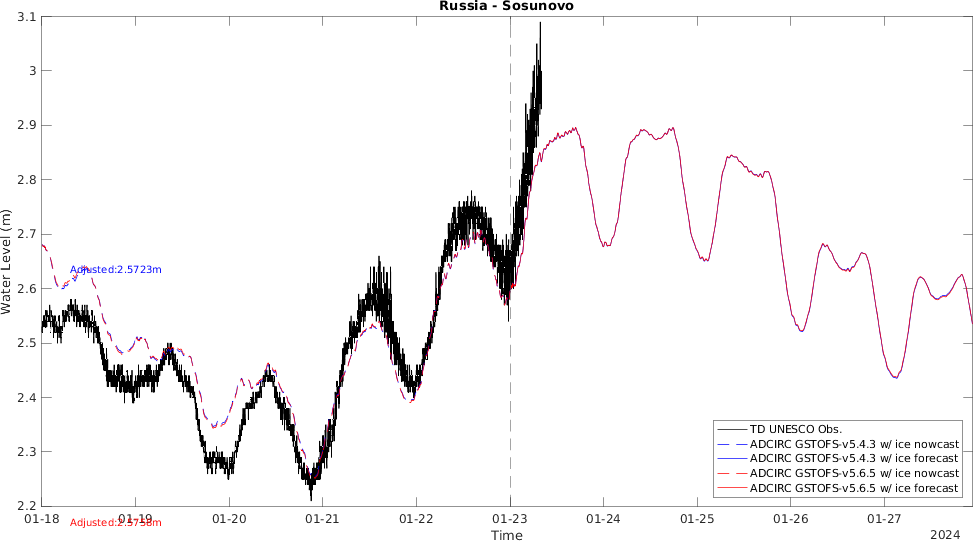 Russia - Sosunovo
3.1
3
2.9
2.8
2.7
2.6
2.5
2.4
2.3
2.2
Water Level (m)
Adjusted:2.5723m
TD UNESCO Obs.
ADCIRC GSTOFS-v5.4.3 w/ ice nowcast
ADCIRC GSTOFS-v5.4.3 w/ ice forecast
ADCIRC GSTOFS-v5.6.5 w/ ice nowcast
ADCIRC GSTOFS-v5.6.5 w/ ice forecast
01-18 01-19 01-20 01-21 01-22 01-23 01-24 01-25 01-26 01-27
Adjusted:2.5758m
Time
2024